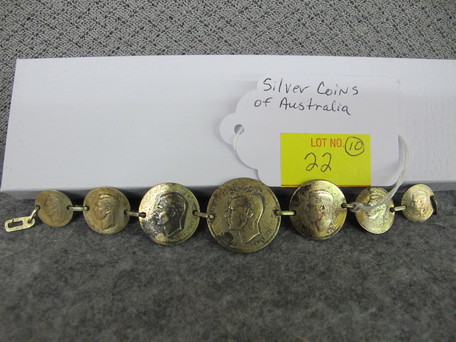 Silver Coins
of Australia
LOT NO. 10
22